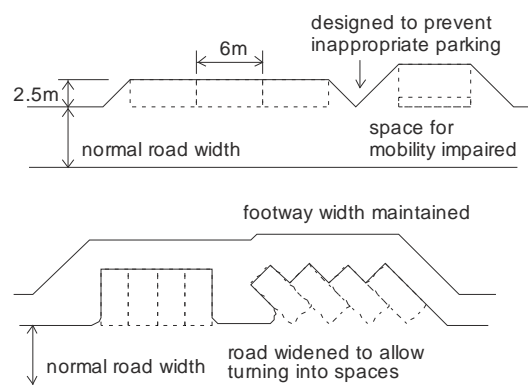 designed to prevent
inappropriate parking
6m
2.5m
normal road width
space for
mobility impaired
footway width maintained
normal road width
road widened to allow
turning into spaces